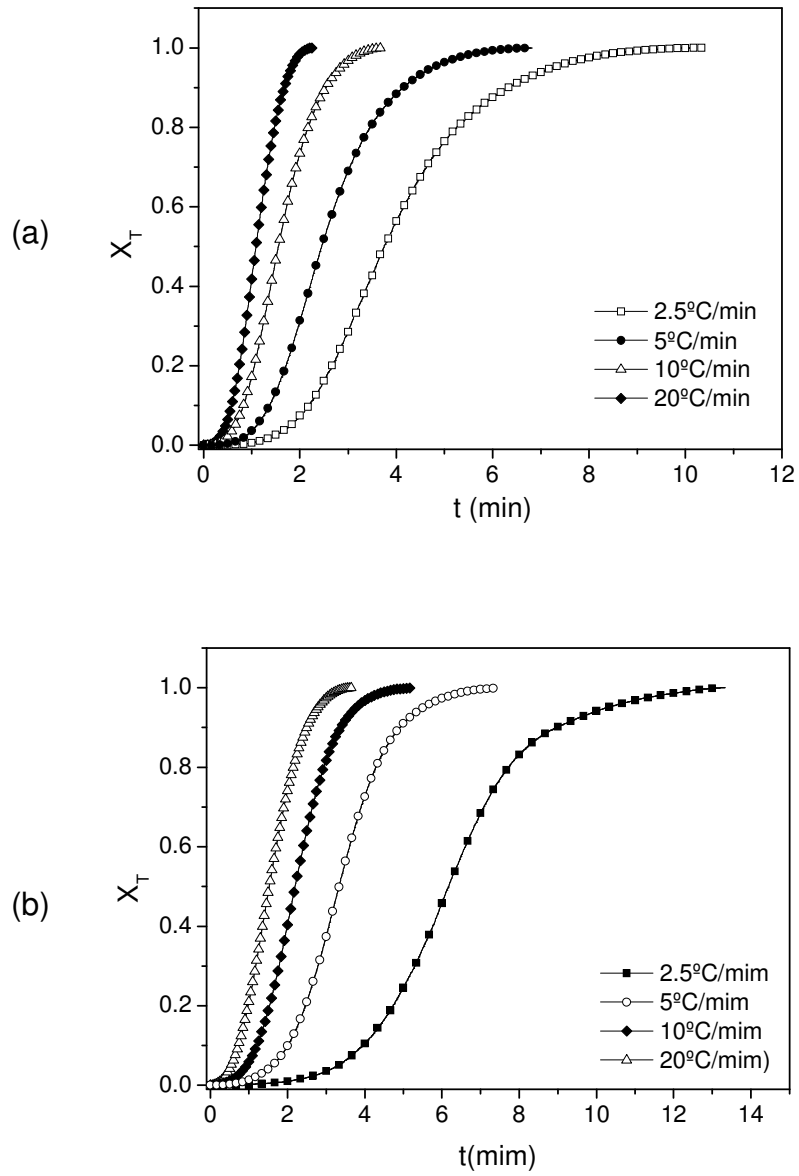 1.0
0.8
0.6
(a)
X_T
0.4
2.5ºC/min
5ºC/min
0.2
10ºC/min
20ºC/min
0.0
0 2 4 6 8 10 12
t (min)
1.0
0.8
0.6
(b)
X_T
0.4
2.5ºC/mim
5ºC/mim
0.2
10ºC/mim
20ºC/mim)
0.0
0 2 4 6 8 10 12 14
t(mim)